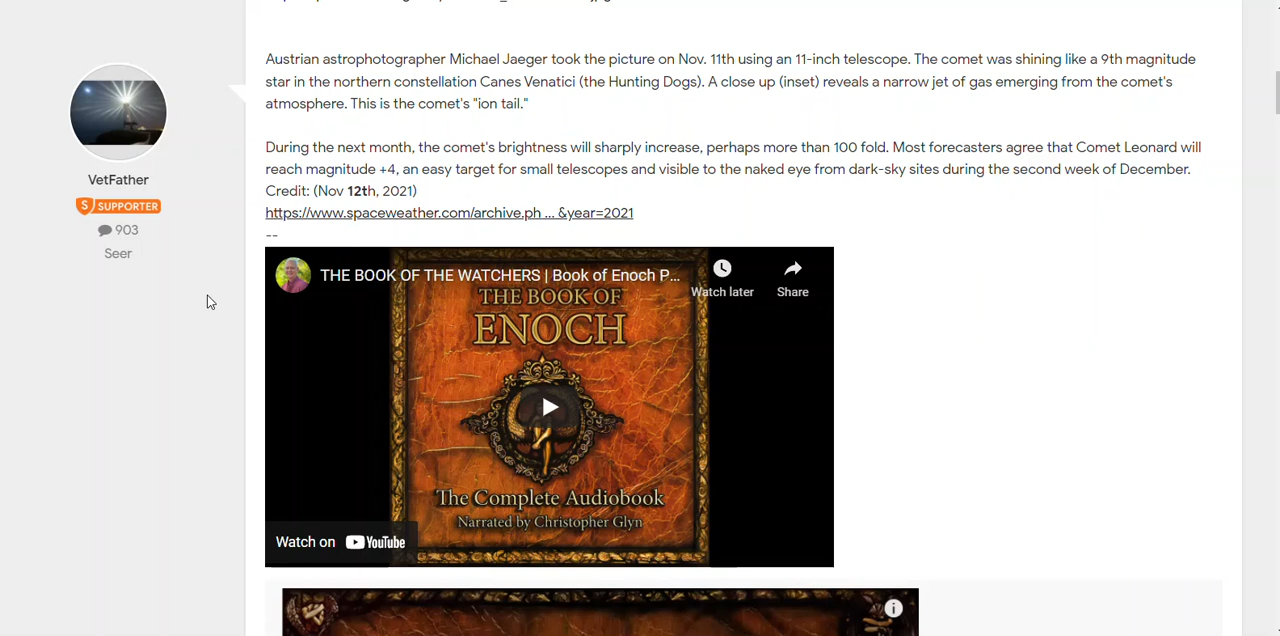 Austrian astrophotographer Michael Jaeger took the picture on Nov. 11th using an 11-inch telescope. The comet was shining like a 9th magnitude
star in the northern constellation Canes Venatici (the Hunting Dogs). A close up (inset) reveals a narrow jet of gas emerging from the comet's
atmosphere. This is the comet's "ion tail."
During the next month, the comet's brightness will sharply increase, perhaps more than 100 fold. Most forecasters agree that Comet Leonard will
reach magnitude +4, an easy target for small telescopes and visible to the naked eye from dark-sky sites during the second week of December.
Credit: (Nov 12th, 2021)
https://www.spaceweather.com/archive.ph ... &year=2021
--
VetFather
S SUPPORTER
903
Seer
THE BOOK OF THE WATCHERS | Book of Enoch P...
Watch later
Share
THE BOOK OF
ENOCH
The Complete Audiobook
Narrated by Christopher Glyn
Watch on YouTube
i